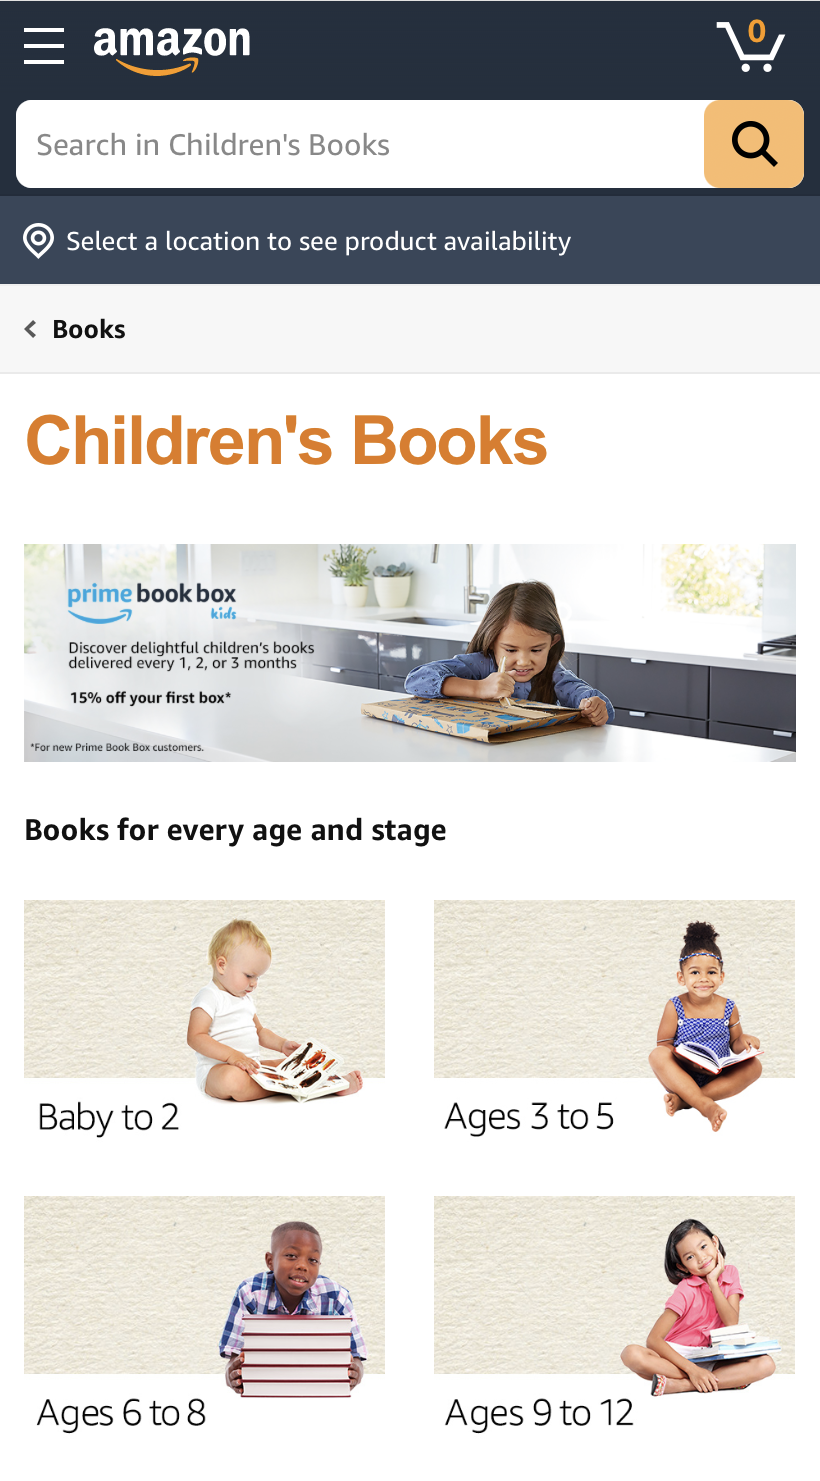 amazon
0
Search in Children's Books
Select a location to see product availability
Books
Children's Books
prime book box
kids
Discover delightful children's books
delivered every 1, 2, or 3 months
15% off your first box*
*For new Prime Book Box customers.
Books for every age and stage
Baby to 2
Ages 3 to 5
Ages 6 to 8
Ages 9 to 12